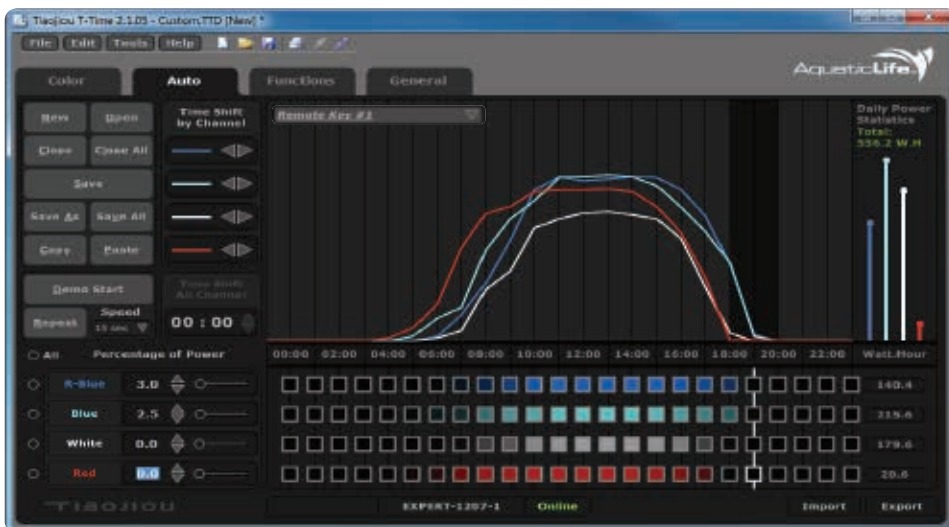 Tiaojiou T-Time 2.1.05 - Custom.TTD [New] *
File Edit Tools Help
AquaticLife
Color Auto Functions General
New Open Time Shift by Channel
Remote Key #1
Daily Power Statistics
Total: 556.2 W.H
Close Close All
Save
Save As Save All
Copy Paste
Demo Start Time Shift All Channel
Repeat Speed 15 sec 00 : 00
All Percentage of Power 00:00 02:00 04:00 06:00 08:00 10:00 12:00 14:00 16:00 18:00 20:00 22:00 Watt.Hour
R-Blue 3.0 140.4
Blue 2.5 215.6
White 0.0 179.6
Red 0.0 20.6
TIAOJIOU EXPERT-1207-1 Online Import Export